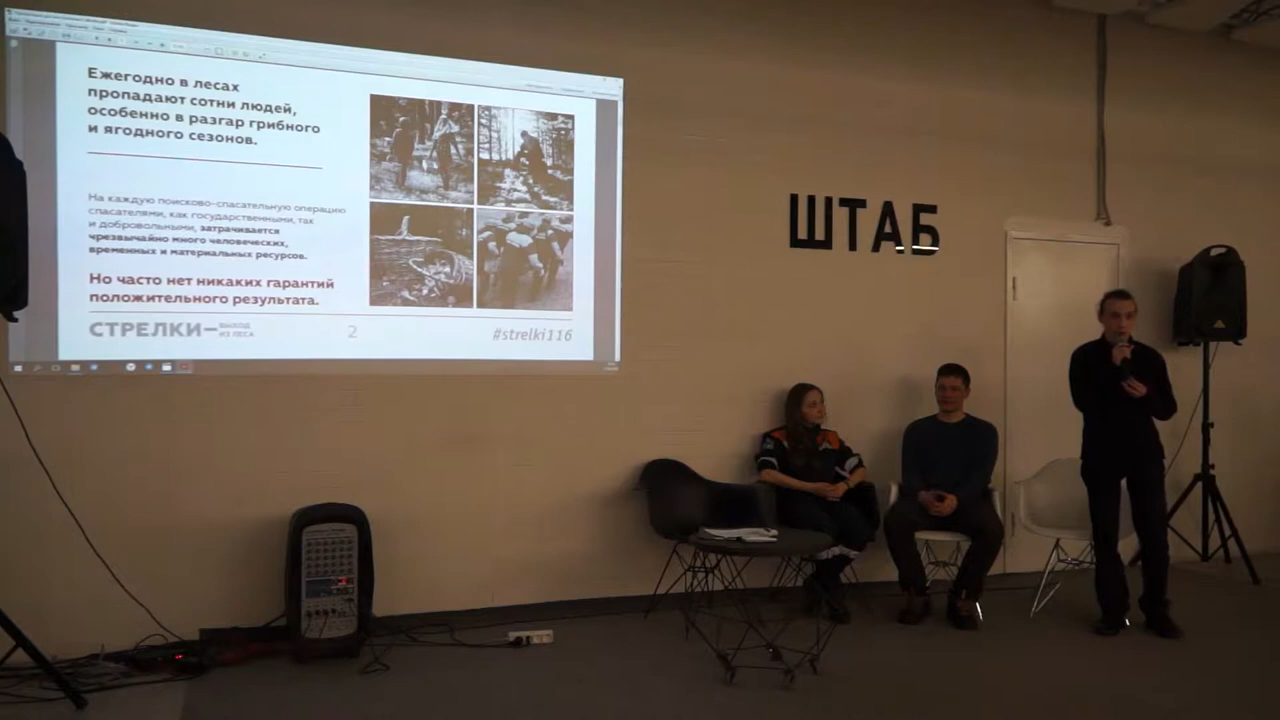 Ежегодно в лесах
пропадают сотни людей,
особенно в разгар грибного
и ягодного сезонов.
На каждую поисково-спасательную операцию
спасателями, как государственными, так
и добровольными, затрачивается
чрезвычайно много человеческих,
временных и материальных ресурсов.
Но часто нет никаких гарантий
положительного результата.
СТРЕЛКИ— ВЫХОД
ИЗ ЛЕСА
2
#strelki116
ШТАБ